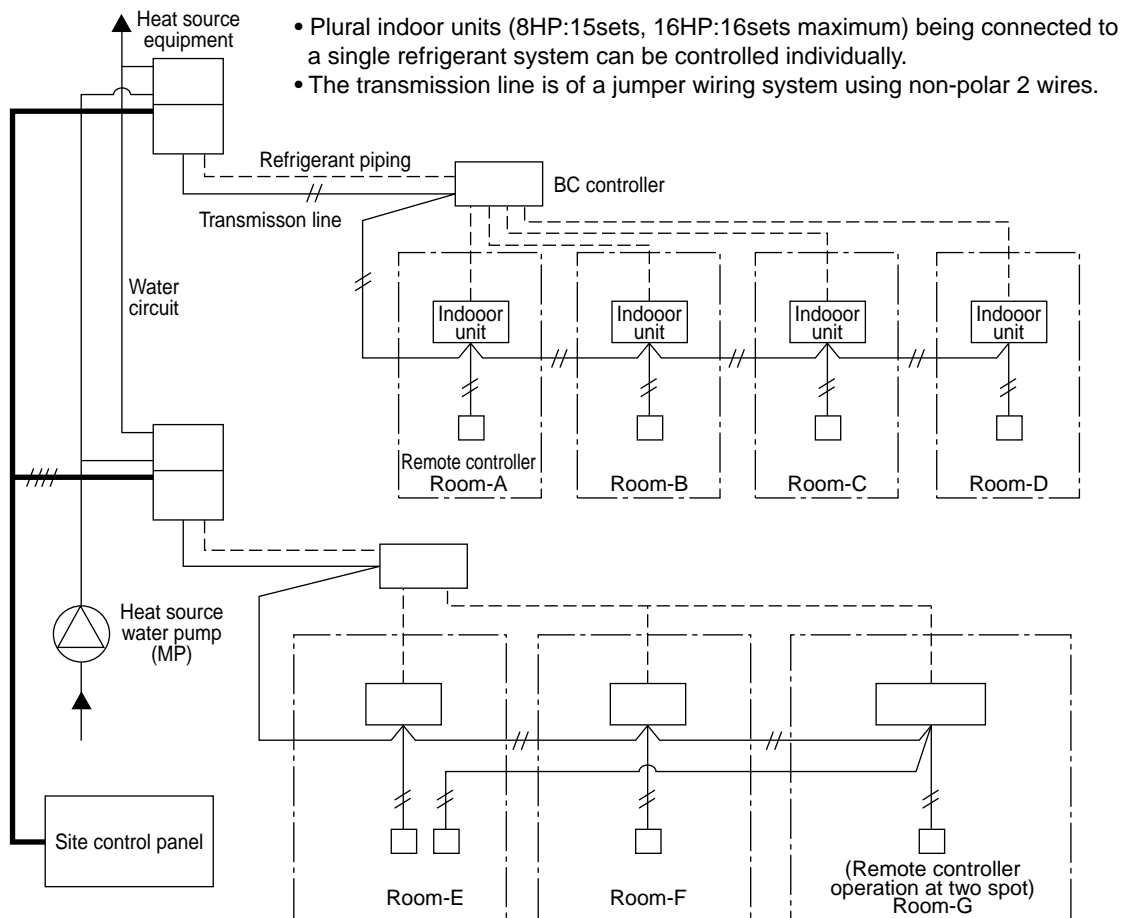 Heat source
equipment
• Plural indoor units (8HP:15sets, 16HP:16sets maximum) being connected to
a single refrigerant system can be controlled individually.
• The transmission line is of a jumper wiring system using non-polar 2 wires.
Refrigerant piping
BC controller
Transmisson line
Water
circuit
Indooor
unit
Indooor
unit
Indooor
unit
Indooor
unit
Remote controller
Room-A
Room-B
Room-C
Room-D
Heat source
water pump
(MP)
Site control panel
Room-E
Room-F
(Remote controller
operation at two spot)
Room-G